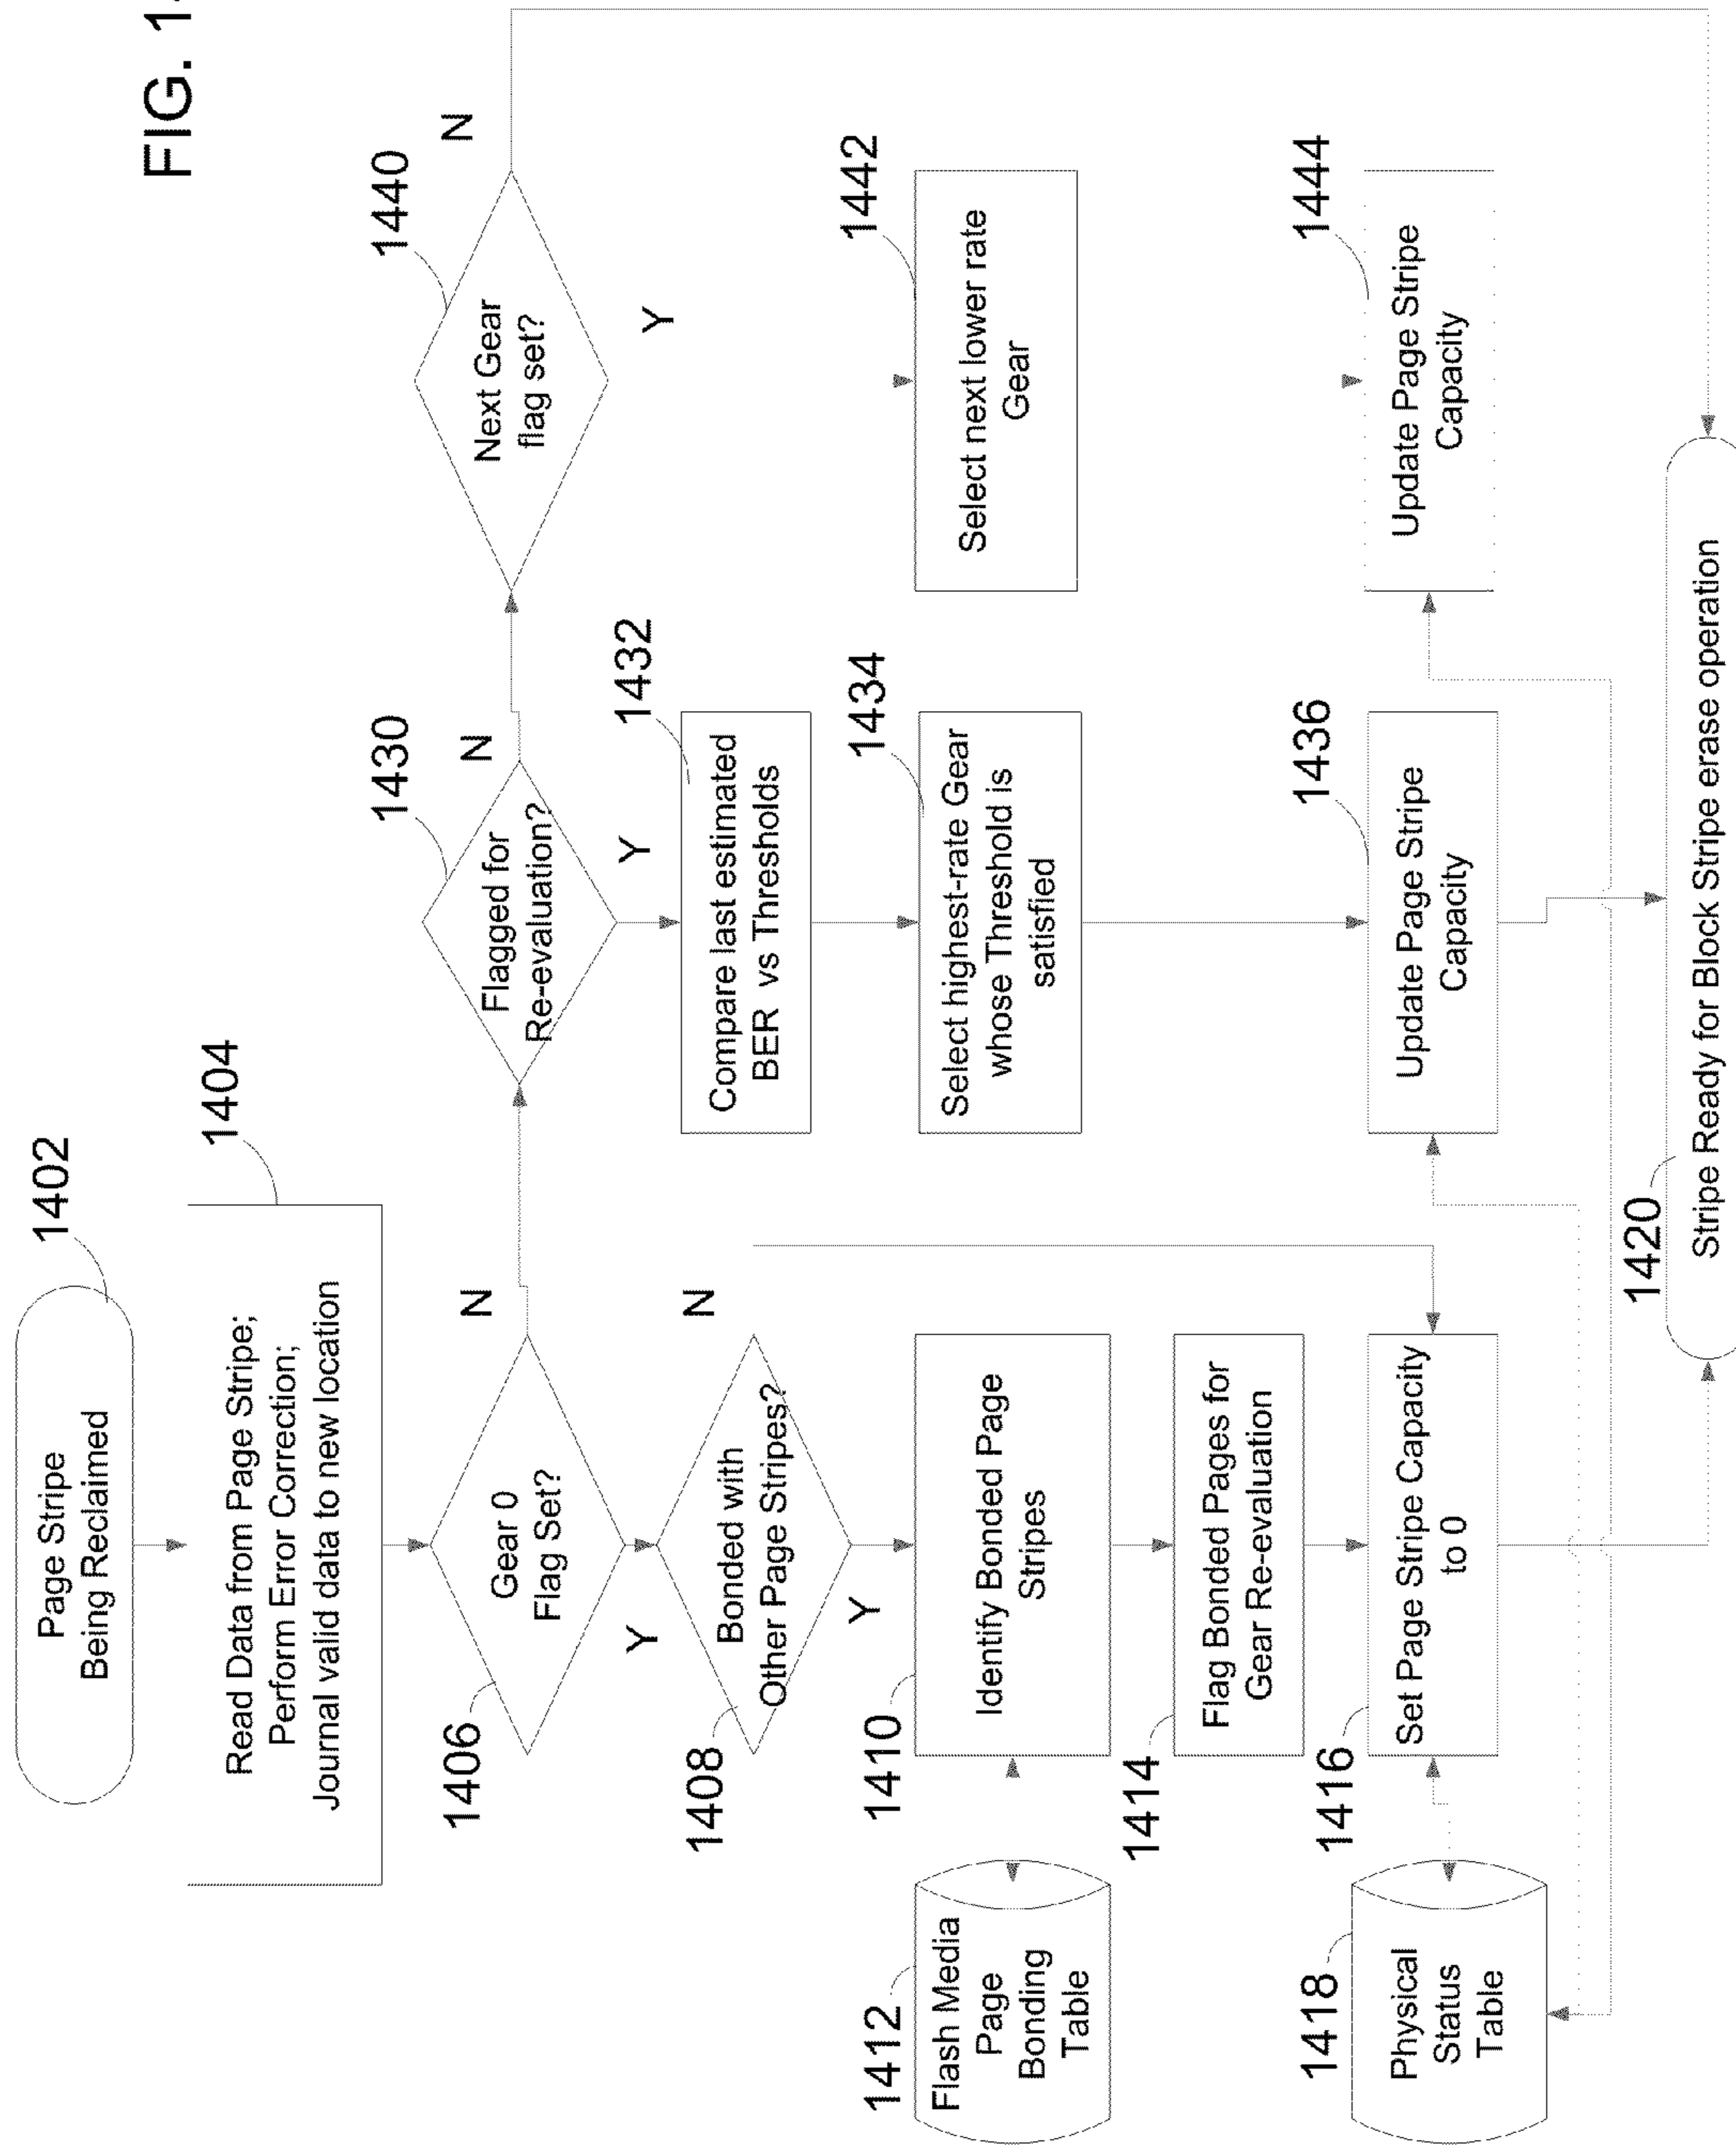 FIG. 14
1402
Page Stripe
Being Reclaimed
1404
Read Data from Page Stripe;
Perform Error Correction;
Journal valid data to new location
1406
Gear 0
Flag Set?
N
Y
1430
Flagged for
Re-evaluation?
N
Y
1440
Next Gear
flag set?
N
Y
1408
Bonded with
Other Page Stripes?
N
Y
1432
Compare last estimated
BER vs Thresholds
1412
Flash Media
Page
Bonding
Table
1410
Identify Bonded Page
Stripes
1434
Select highest-rate Gear
whose Threshold is
satisfied
1442
Select next lower rate
Gear
1414
Flag Bonded Pages for
Gear Re-evaluation
1418
Physical
Status
Table
1416
Set Page Stripe Capacity
to 0
1436
Update Page Stripe
Capacity
1444
Update Page Stripe
Capacity
1420
Stripe Ready for Block Stripe erase operation